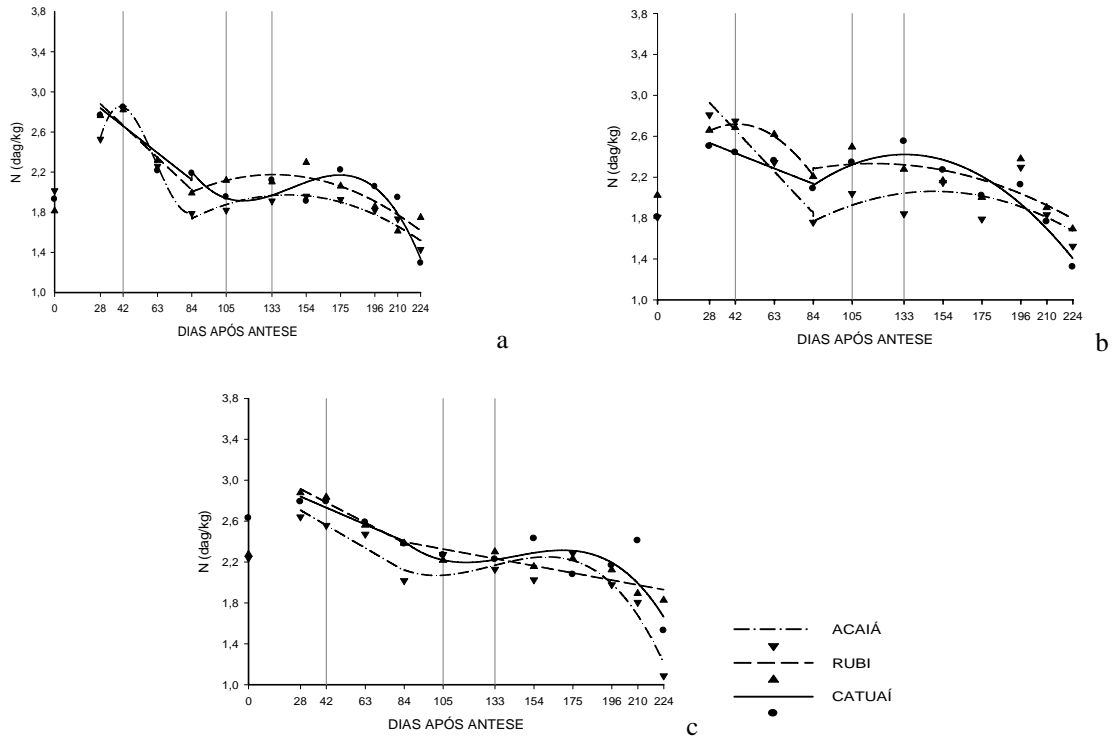 3,8
3,4
3,0
2,6
2,2
1,8
1,4
1,0
N (dag/kg)
0 28 42 63 84 105 133 154 175 196 210 224
DIAS APÓS ANTESE
a
3,8
3,4
3,0
2,6
2,2
1,8
1,4
1,0
N (dag/kg)
0 28 42 63 84 105 133 154 175 196 210 224
DIAS APÓS ANTESE
b
3,8
3,4
3,0
2,6
2,2
1,8
1,4
1,0
N (dag/kg)
0 28 42 63 84 105 133 154 175 196 210 224
DIAS APÓS ANTESE
c
ACAIÁ
RUBI
CATUAÍ